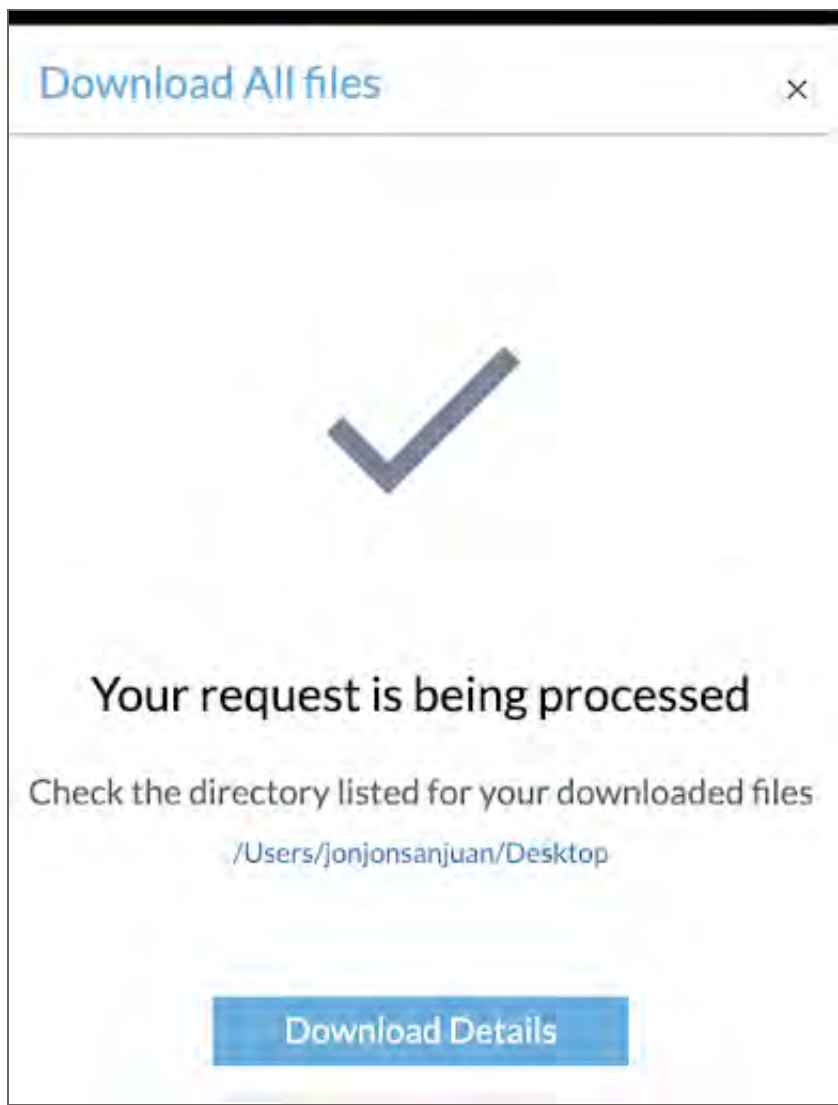 Download All files
Your request is being processed
Check the directory listed for your downloaded files
/Users/jonjonsanjuan/Desktop
Download Details